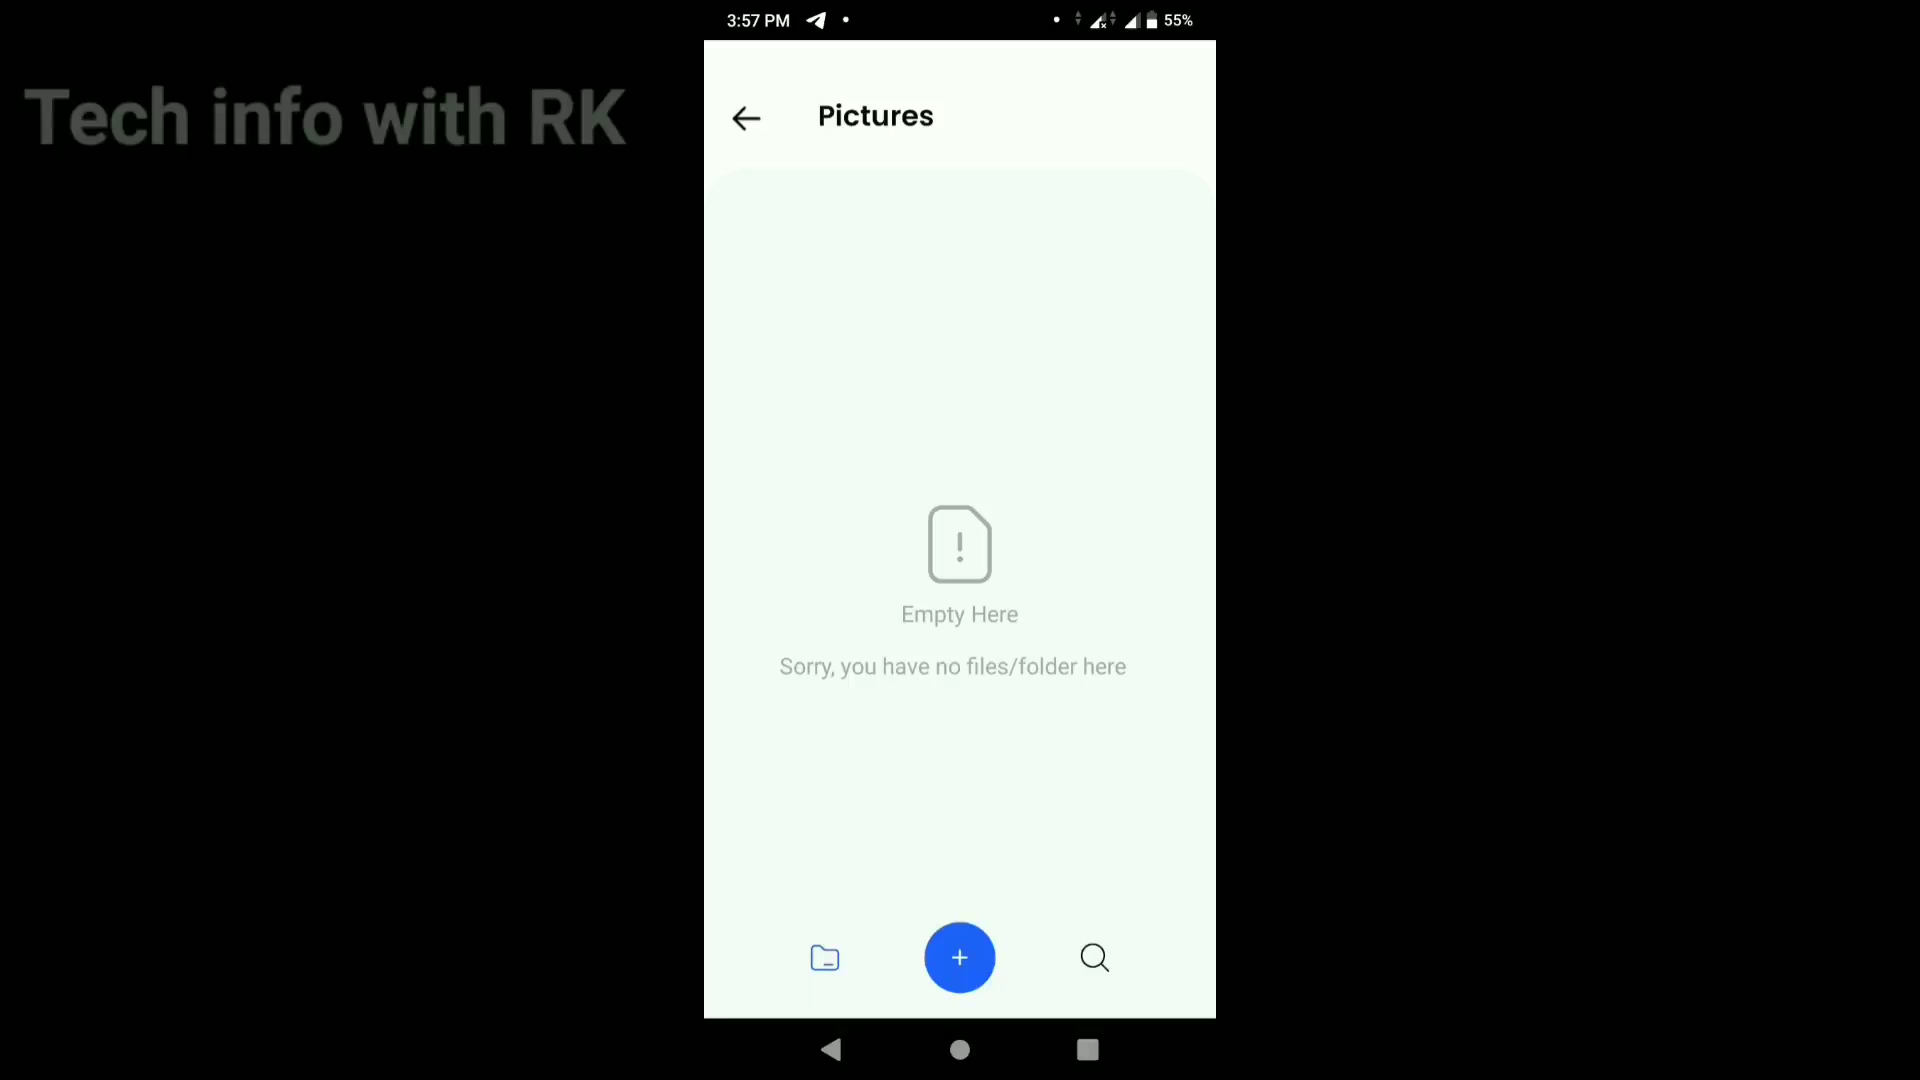 3:57 PM
55%
Tech info with RK
Pictures
Empty Here
Sorry, you have no files/folder here